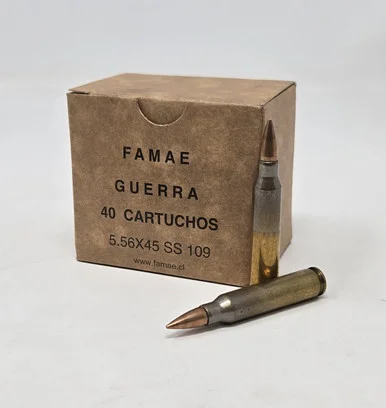 FAMAE
GUERRA
40 CARTUCHOS
5.56X45 SS 109
www.famae.cl